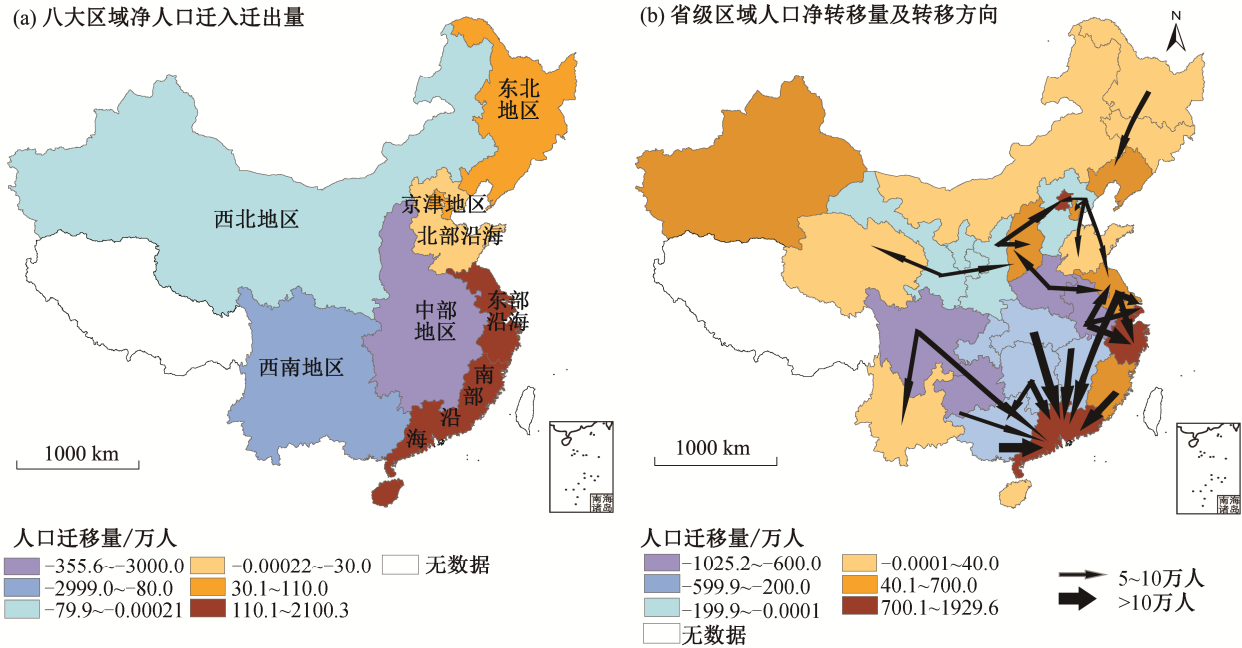 (a) 八大区域净人口迁入迁出量
东北
地区
京津地区
北部沿海
西北地区
中部
地区
东部
沿海
西南地区
南
部
沿
海
1000 km
南海
诸岛
人口迁移量/万人
−355.6~−3000.0
−2999.0~−80.0
−79.9~−0.00021
−0.00022~−30.0
30.1~110.0
110.1~2100.3
无数据
(b) 省级区域人口净转移量及转移方向
N
1000 km
南海
诸岛
人口迁移量/万人
−1025.2~−600.0
−599.9~−200.0
−199.9~−0.0001
无数据
−0.0001~40.0
40.1~700.0
700.1~1929.6
5~10万人
>10万人